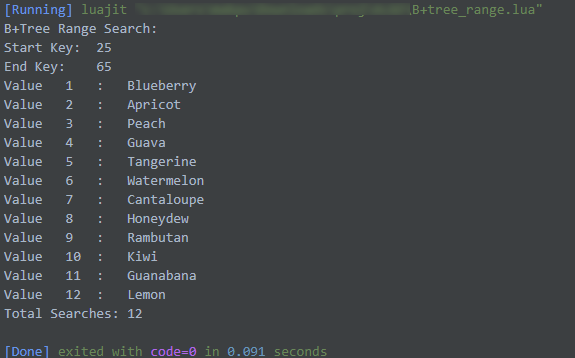 [Running] luajit \B+tree_range.lua"
B+Tree Range Search:
Start Key: 25
End Key: 65
Value 1 : Blueberry
Value 2 : Apricot
Value 3 : Peach
Value 4 : Guava
Value 5 : Tangerine
Value 6 : Watermelon
Value 7 : Cantaloupe
Value 8 : Honeydew
Value 9 : Rambutan
Value 10 : Kiwi
Value 11 : Guanabana
Value 12 : Lemon
Total Searches: 12
[Done] exited with code=0 in 0.091 seconds